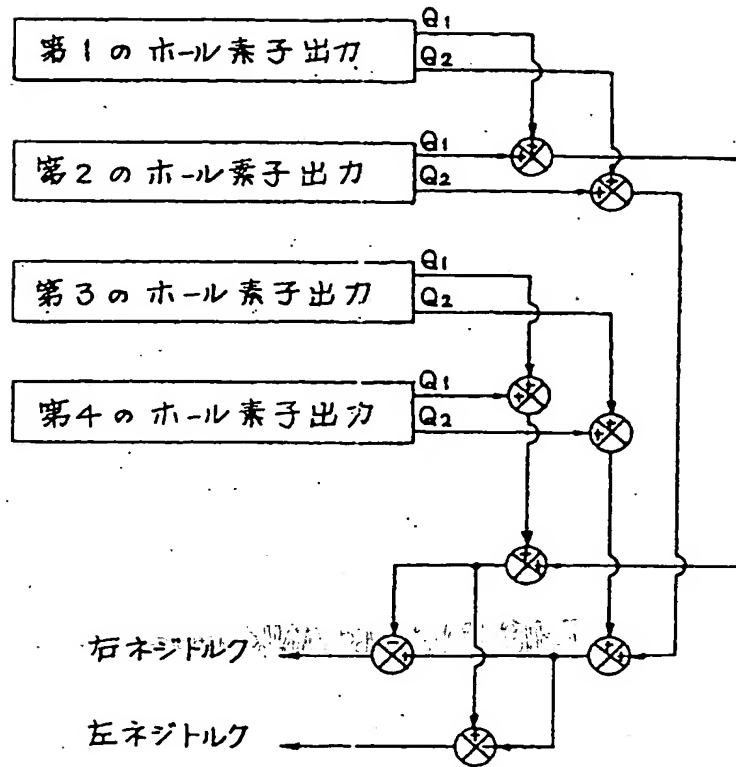 第1のホール素子出力
Q1
Q2
第2のホール素子出力
Q1
Q2
第3のホール素子出力
Q1
Q2
第4のホール素子出力
Q1
Q2
右ネジトルク
左ネジトルク